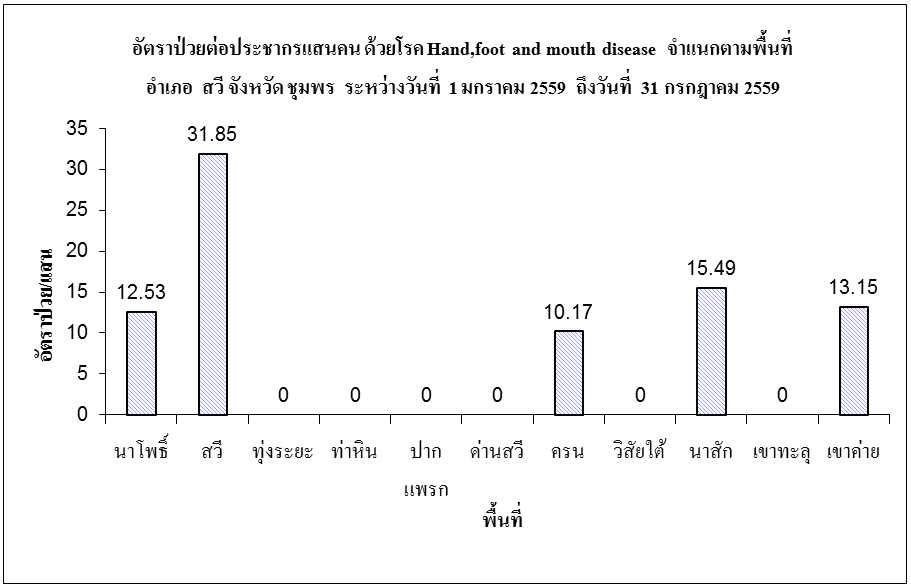 อัตราป่วยต่อประชากรแสนคน ด้วยโรค Hand,foot and mouth disease จำแนกตามพื้นที่
อำเภอ สวี จังหวัด ชุมพร ระหว่างวันที่ 1 มกราคม 2559 ถึงวันที่ 31 กรกฎาคม 2559
อัตราป่วย/แสน
35
30
25
20
15
10
5
0
12.53
31.85
0
0
0
0
10.17
0
15.49
0
13.15
นาโพธิ์
สวี
ทุ่งระยะ
ท่าหิน
ปาก
แพรก
ด่านสวี
ครน
วิสัยใต้
นาสัก
เขาทะลุ
เขาค่าย
พื้นที่